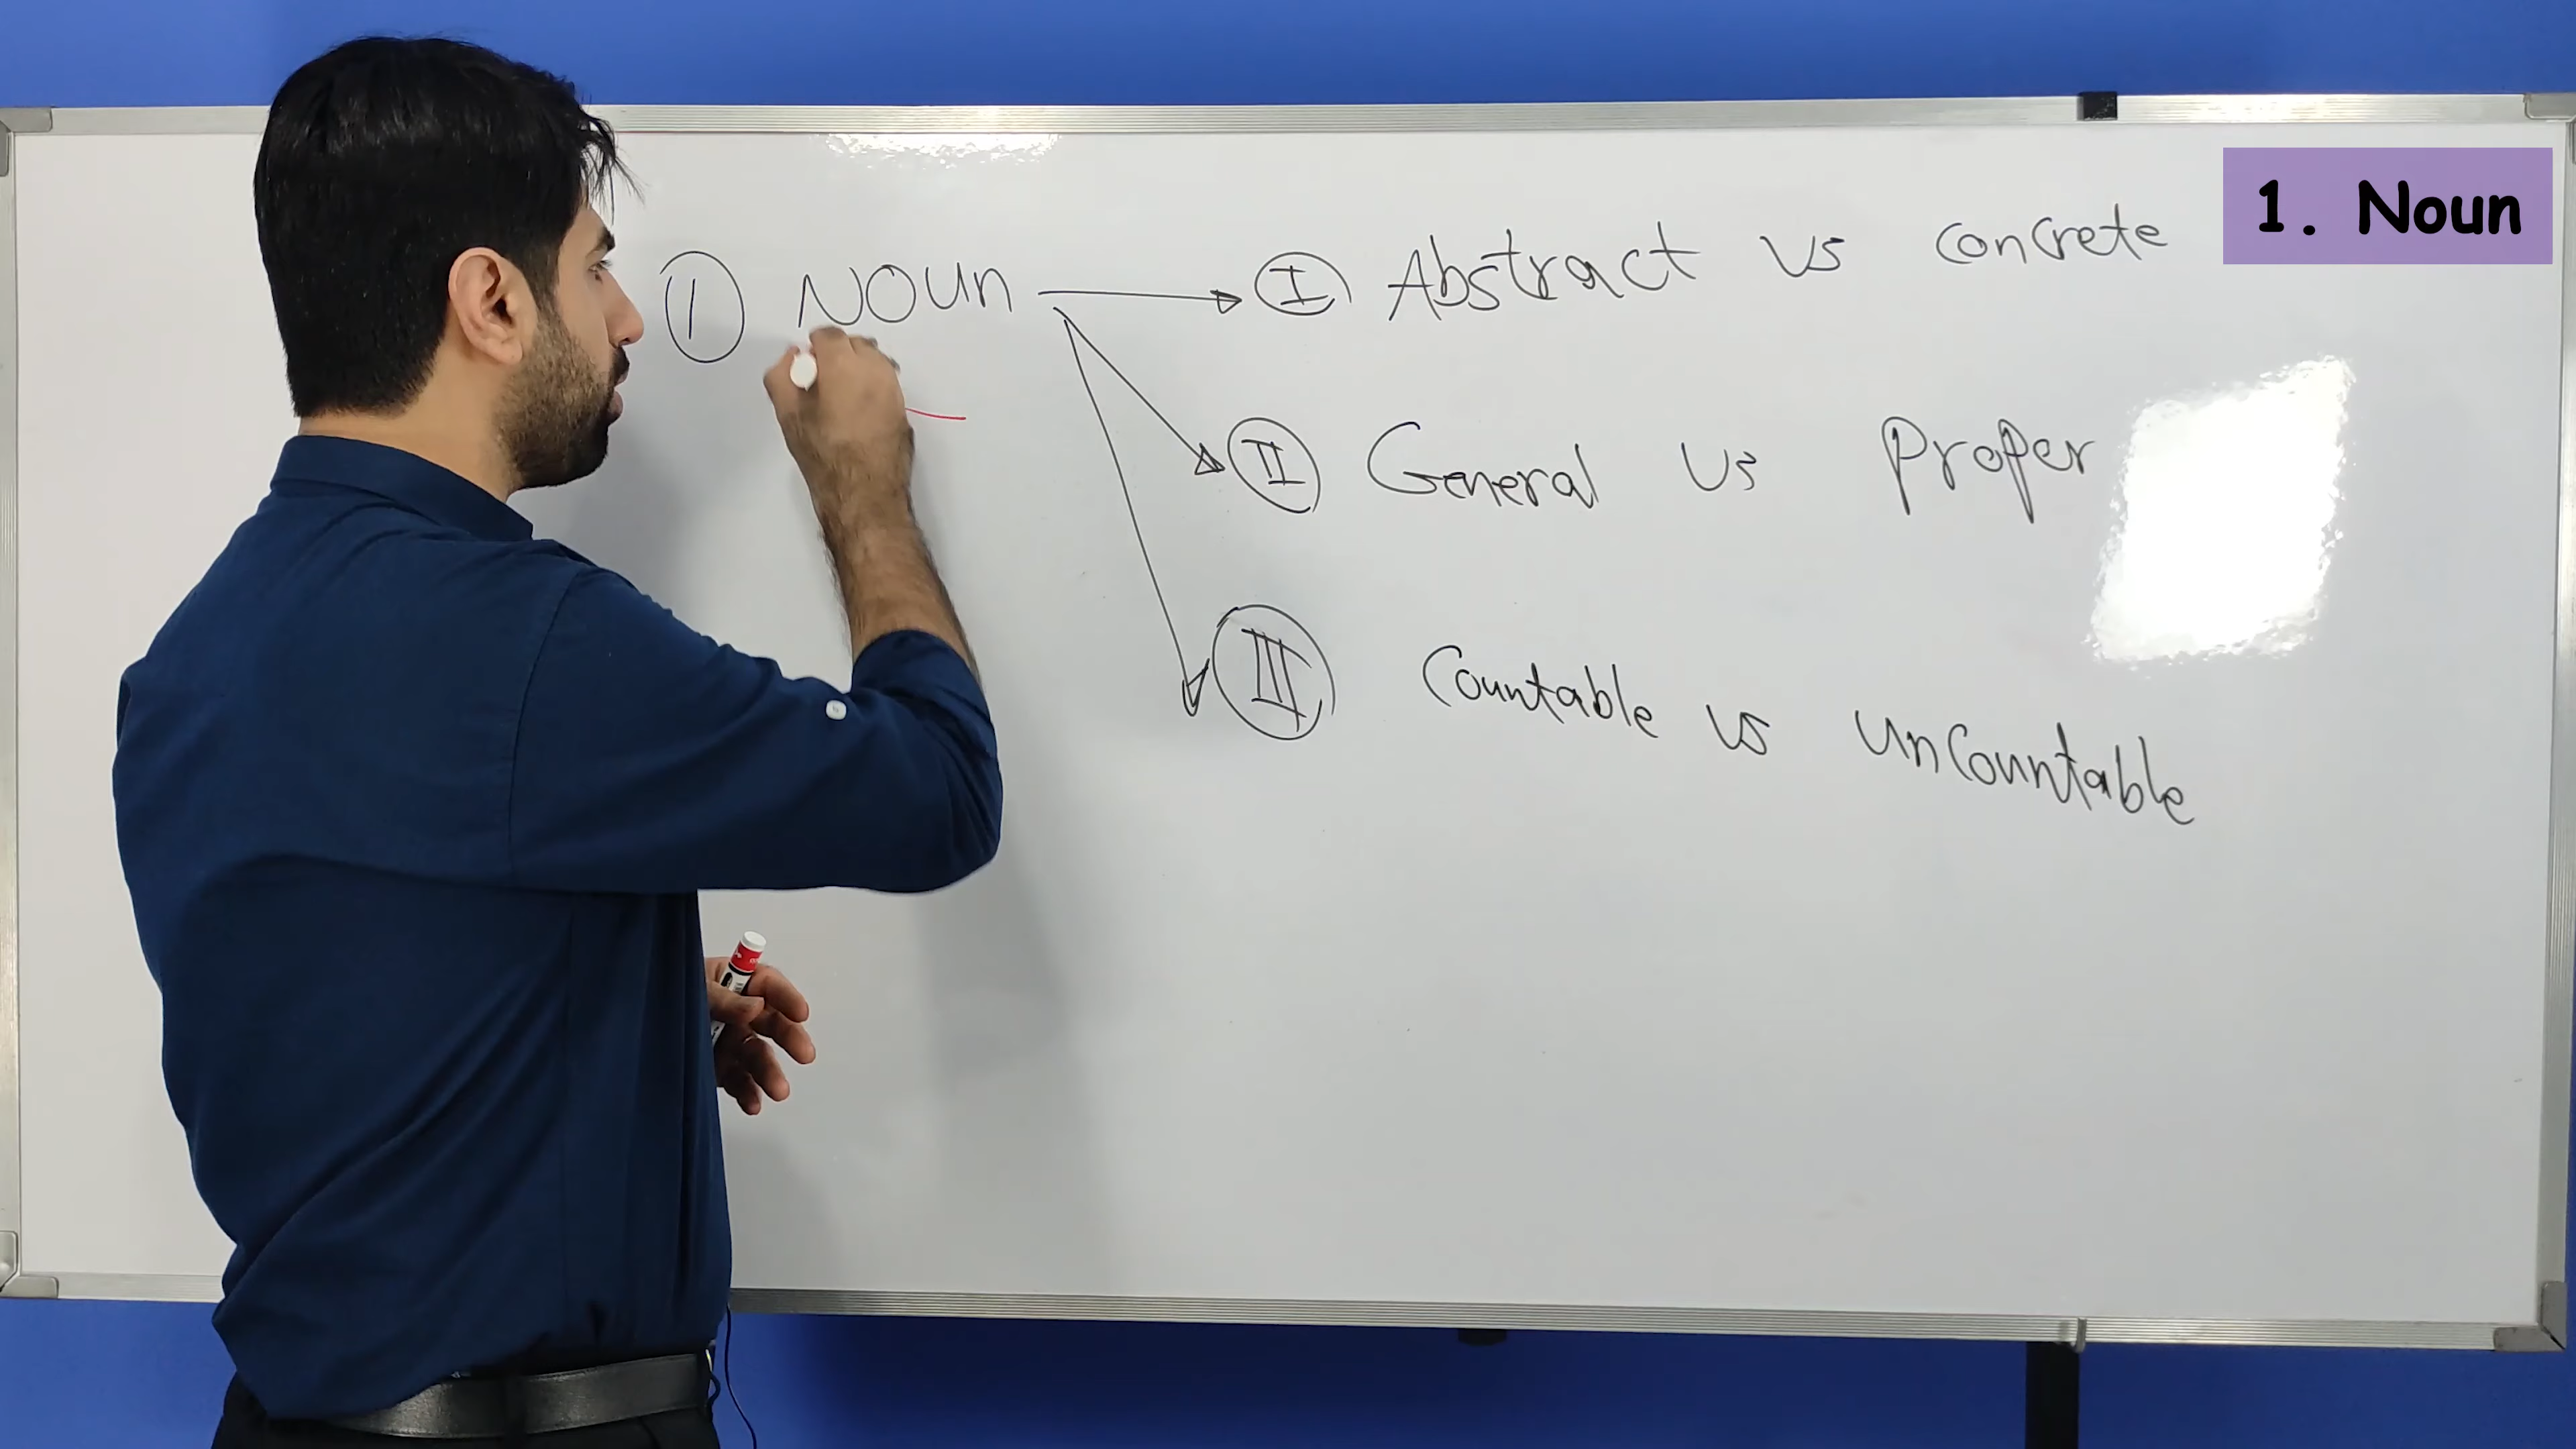 1. Noun
1 Noun I Abstract vs concrete
II General vs Proper
III Countable vs uncountable